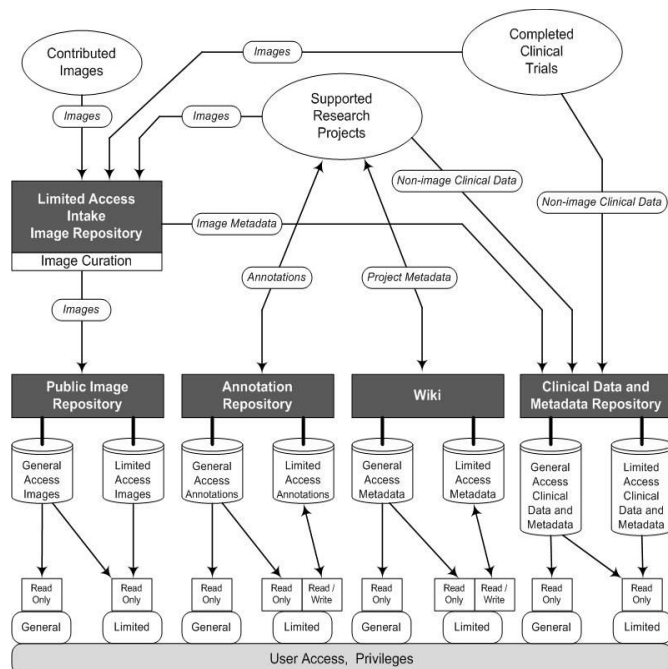 Contributed
Images
Images
Completed
Clinical
Trials
Images
Images
Supported
Research
Projects
Non-image Clinical Data
Non-image Clinical Data
Limited Access
Intake
Image Repository
Image Curation
Image Metadata
Annotations
Project Metadata
Images
Public Image
Repository
Annotation
Repository
Wiki
Clinical Data and
Metadata Repository
General
Access
Images
Limited
Access
Images
General
Access
Annotations
Limited
Access
Annotations
General
Access
Metadata
Limited
Access
Metadata
General
Access
Clinical
Data and
Metadata
Limited
Access
Clinical
Data and
Metadata
Read
Only
Read
Only
Read
Only
Read
Only
Read /
Write
Read
Only
Read
Only
Read /
Write
Read
Only
Read
Only
General
Limited
General
Limited
General
Limited
General
Limited
User Access, Privileges